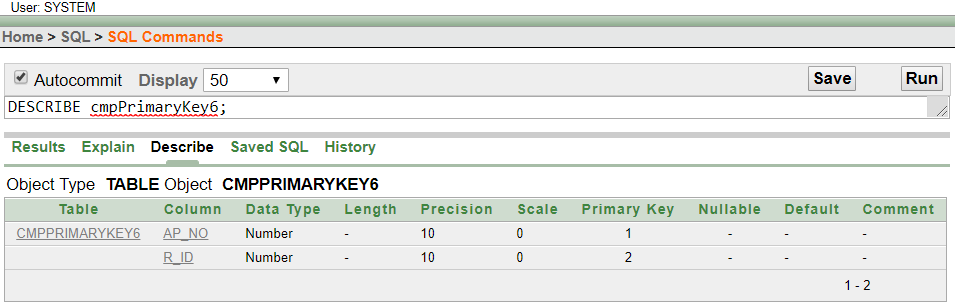 User: SYSTEM
Home > SQL > SQL Commands
Autocommit Display 50 Save Run
DESCRIBE cmpPrimaryKey6;
Results Explain Describe Saved SQL History
Object Type TABLE Object CMPPRIMARYKEY6
Table Column Data Type Length Precision Scale Primary Key Nullable Default Comment
CMPPRIMARYKEY6 AP_NO Number - 10 0 1 - - -
R_ID Number - 10 0 2 - - -
1 - 2